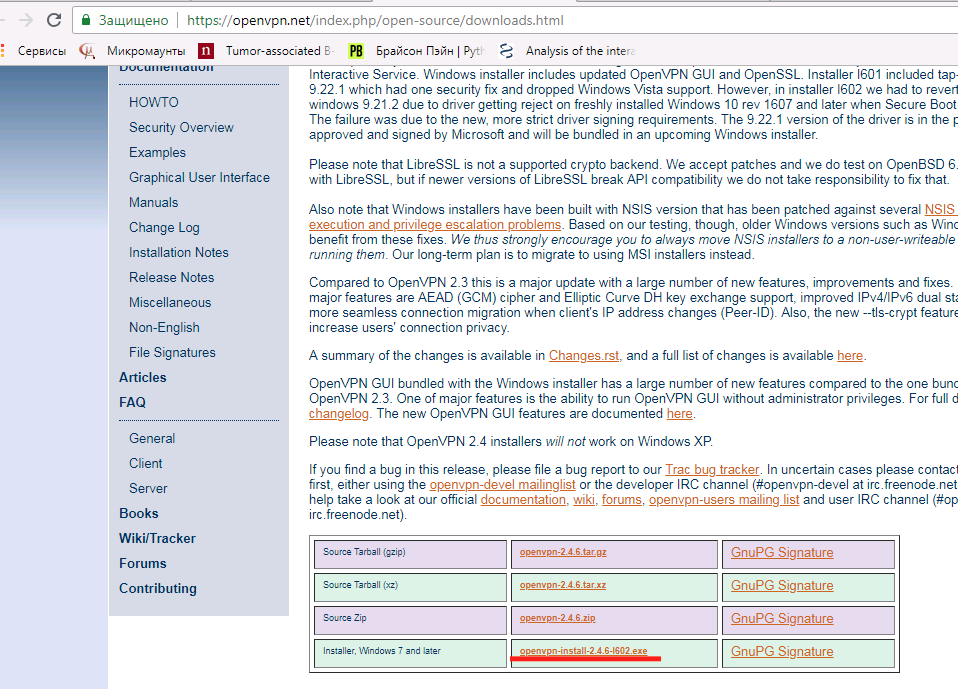 Защищено https://openvpn.net/index.php/open-source/downloads.html
Сервисы Микромаунты n Tumor-associated B PB Брайсон Пэйн | Pyth Analysis of the intera
Documentation
HOWTO
Security Overview
Examples
Graphical User Interface
Manuals
Change Log
Installation Notes
Release Notes
Miscellaneous
Non-English
File Signatures
Articles
FAQ
General
Client
Server
Books
Wiki/Tracker
Forums
Contributing
Interactive Service. Windows installer includes updated OpenVPN GUI and OpenSSL. Installer I601 included tap-
9.22.1 which had one security fix and dropped Windows Vista support. However, in installer I602 we had to revert
windows 9.21.2 due to driver getting reject on freshly installed Windows 10 rev 1607 and later when Secure Boot
The failure was due to the new, more strict driver signing requirements. The 9.22.1 version of the driver is in the p
approved and signed by Microsoft and will be bundled in an upcoming Windows installer.
Please note that LibreSSL is not a supported crypto backend. We accept patches and we do test on OpenBSD 6.
with LibreSSL, but if newer versions of LibreSSL break API compatibility we do not take responsibility to fix that.
Also note that Windows installers have been built with NSIS version that has been patched against several NSIS
execution and privilege escalation problems. Based on our testing, though, older Windows versions such as Wind
benefit from these fixes. We thus strongly encourage you to always move NSIS installers to a non-user-writeable
running them. Our long-term plan is to migrate to using MSI installers instead.
Compared to OpenVPN 2.3 this is a major update with a large number of new features, improvements and fixes.
major features are AEAD (GCM) cipher and Elliptic Curve DH key exchange support, improved IPv4/IPv6 dual sta
more seamless connection migration when client's IP address changes (Peer-ID). Also, the new --tls-crypt feature
increase users' connection privacy.
A summary of the changes is available in Changes.rst, and a full list of changes is available here.
OpenVPN GUI bundled with the Windows installer has a large number of new features compared to the one bund
OpenVPN 2.3. One of major features is the ability to run OpenVPN GUI without administrator privileges. For full d
changelog. The new OpenVPN GUI features are documented here.
Please note that OpenVPN 2.4 installers will not work on Windows XP.
If you find a bug in this release, please file a bug report to our Trac bug tracker. In uncertain cases please contac
first, either using the openvpn-devel mailinglist or the developer IRC channel (#openvpn-devel at irc.freenode.net
help take a look at our official documentation, wiki, forums, openvpn-users mailing list and user IRC channel (#op
irc.freenode.net).
Source Tarball (gzip) openvpn-2.4.6.tar.gz GnuPG Signature
Source Tarball (xz) openvpn-2.4.6.tar.xz GnuPG Signature
Source Zip openvpn-2.4.6.zip GnuPG Signature
Installer, Windows 7 and later openvpn-install-2.4.6-I602.exe GnuPG Signature